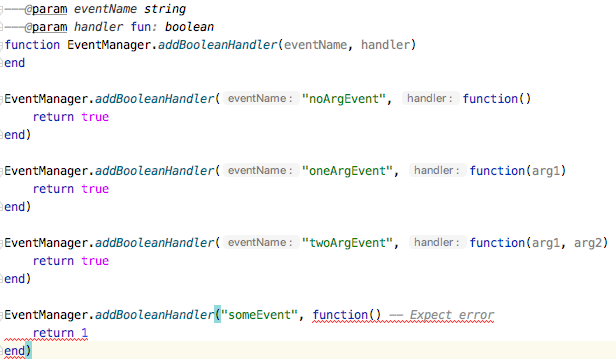 ---@param eventName string
---@param handler fun: boolean
function EventManager.addBooleanHandler(eventName, handler)
end
EventManager.addBooleanHandler( eventName: "noArgEvent", handler: function()
return true
end)
EventManager.addBooleanHandler( eventName: "oneArgEvent", handler: function(arg1)
return true
end)
EventManager.addBooleanHandler( eventName: "twoArgEvent", handler: function(arg1, arg2)
return true
end)
EventManager.addBooleanHandler("someEvent", function() -- Expect error
return 1
end)